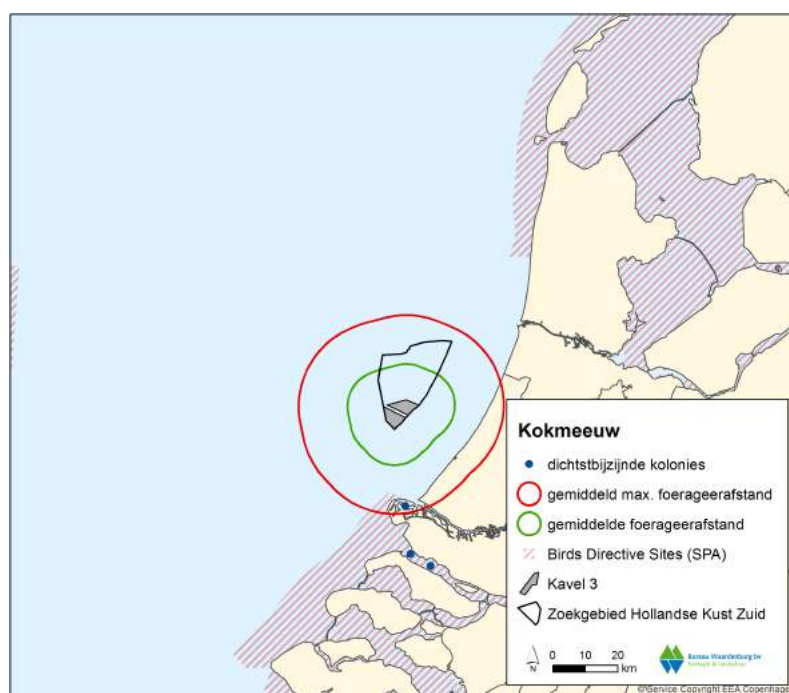 Kokmeeuw
dichtstbijzijnde kolonies
gemiddeld max. foerageerafstand
gemiddelde foerageerafstand
Birds Directive Sites (SPA)
Kavel 3
Zoekgebied Hollandse Kust Zuid
N
0 10 20
km
Bureau Waardenburg bv
©Service Copyright EEA Copenhage